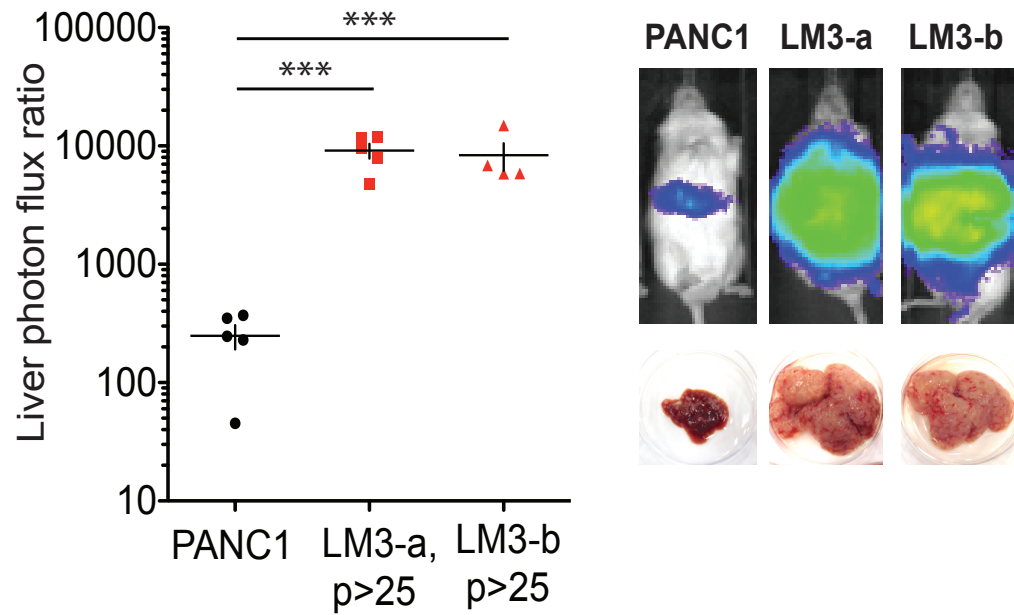 Liver photon flux ratio
100000
10000
1000
100
10
***
***
PANC1
LM3-a,
p>25
LM3-b
p>25
PANC1 LM3-a LM3-b